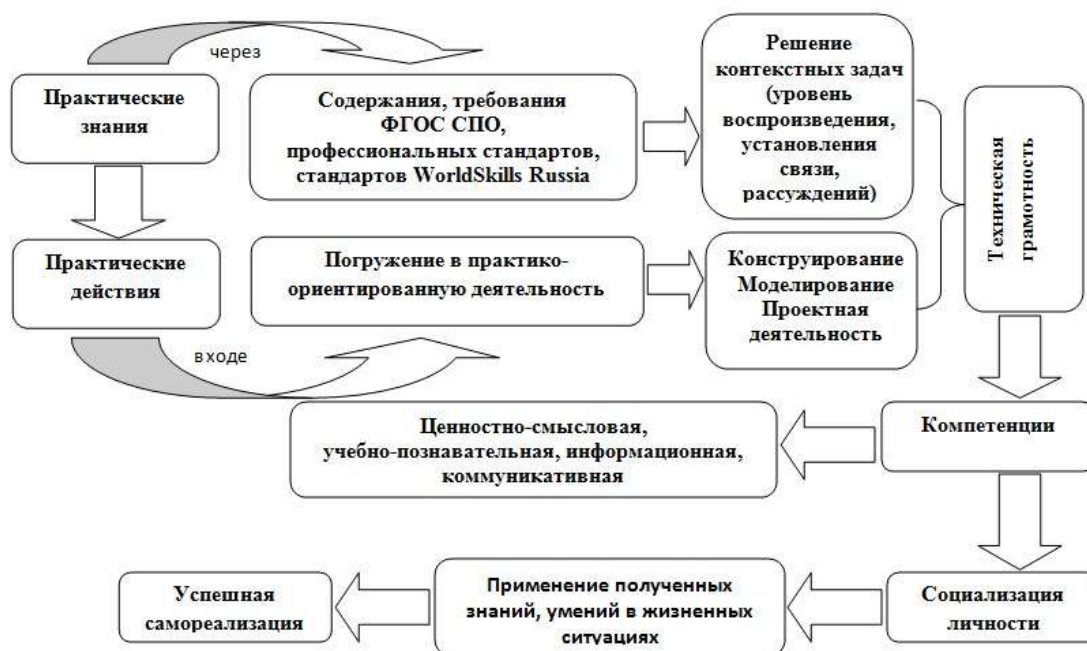 через
Практические
знания
Содержания, требования
ФГОС СПО,
профессиональных стандартов,
стандартов WorldSkills Russia
Решение
контекстных задач
(уровень
воспроизведения,
установления
связи,
рассуждений)
Техническая
грамотность
Практические
действия
Погружение в практико-
ориентированную деятельность
Конструирование
Моделирование
Проектная
деятельность
в ходе
Ценностно-смысловая,
учебно-познавательная, информационная,
коммуникативная
Компетенции
Успешная
самореализация
Применение полученных
знаний, умений в жизненных
ситуациях
Социализация
личности